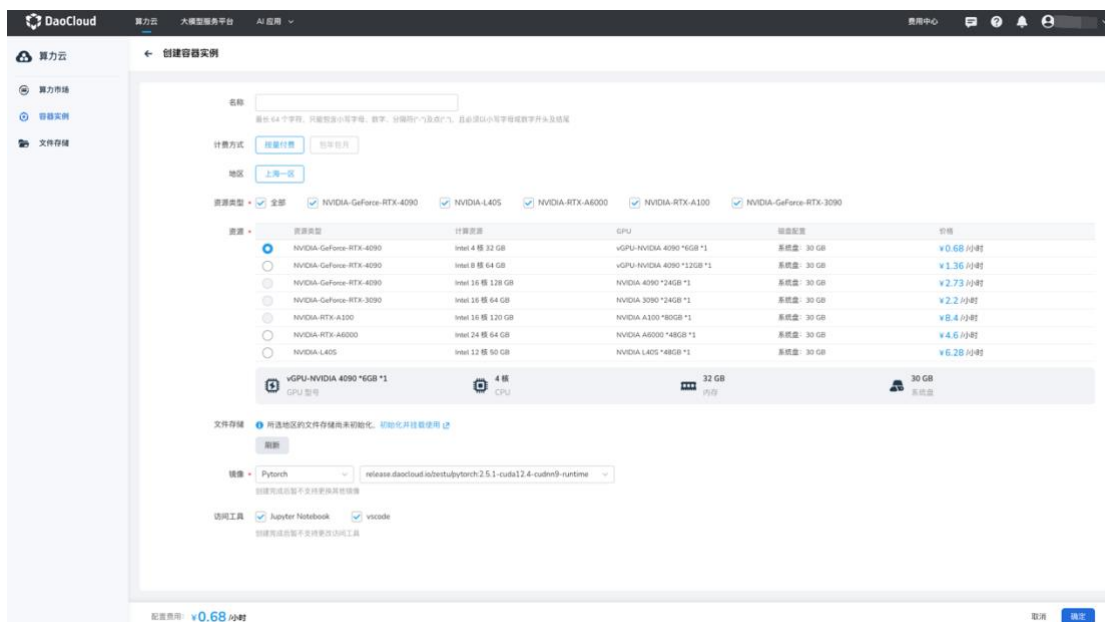 DaoCloud 算力云 大模型服务平台 AI 应用 费用中心
算力云 创建容器实例
算力市场
容器实例
文件存储
名称
最长 64 个字符，只能包含小写字母、数字、分隔符("-")及点(".")，且必须以小写字母或数字开头及结尾
计费方式 按量付费 包年包月
地区 上海一区
资源类型 * 全部 NVIDIA-GeForce-RTX-4090 NVIDIA-L40S NVIDIA-RTX-A6000 NVIDIA-RTX-A100 NVIDIA-GeForce-RTX-3090
资源 * 资源类型 计算资源 GPU 磁盘配置 价格
NVIDIA-GeForce-RTX-4090 Intel 4 核 32 GB vGPU-NVIDIA 4090 *6GB *1 系统盘：30 GB ¥0.68 /小时
NVIDIA-GeForce-RTX-4090 Intel 8 核 64 GB vGPU-NVIDIA 4090 *12GB *1 系统盘：30 GB ¥1.36 /小时
NVIDIA-GeForce-RTX-4090 Intel 16 核 128 GB NVIDIA 4090 *24GB *1 系统盘：30 GB ¥2.73 /小时
NVIDIA-GeForce-RTX-3090 Intel 16 核 64 GB NVIDIA 3090 *24GB *1 系统盘：30 GB ¥2.2 /小时
NVIDIA-RTX-A100 Intel 16 核 120 GB NVIDIA A100 *80GB *1 系统盘：30 GB ¥8.4 /小时
NVIDIA-RTX-A6000 Intel 24 核 64 GB NVIDIA A6000 *48GB *1 系统盘：30 GB ¥4.6 /小时
NVIDIA-L40S Intel 12 核 50 GB NVIDIA L40S *48GB *1 系统盘：30 GB ¥6.28 /小时
vGPU-NVIDIA 4090 *6GB *1 4 核 32 GB 30 GB
GPU 型号 CPU 内存 系统盘
文件存储 所选地区的文件存储尚未初始化，初始化并挂载使用
刷新
镜像 * Pytorch release.daocloud.io/zestu/pytorch:2.5.1-cuda12.4-cudnn9-runtime
创建完成后暂不支持更换其他镜像
访问工具 Jupyter Notebook vscode
创建完成后暂不支持更改访问工具
配置费用: ¥0.68 /小时 取消 确定